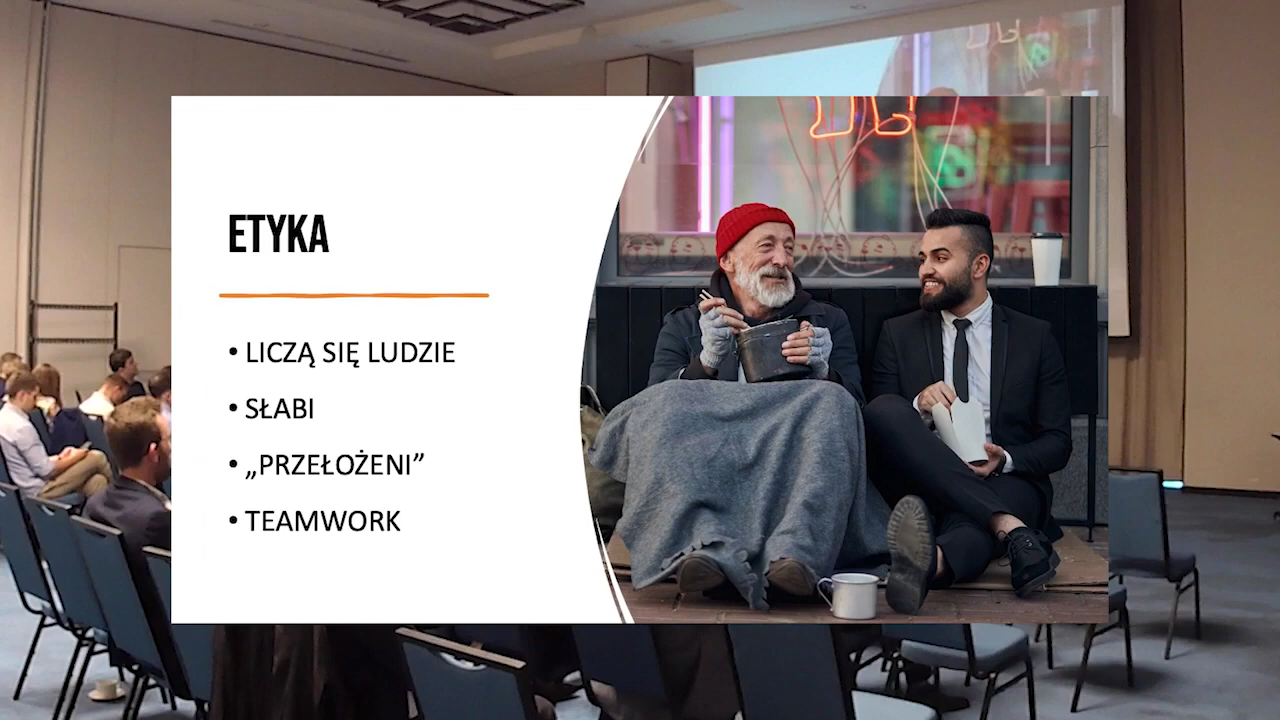 ETYKA
• LICZĄ SIĘ LUDZIE
• SŁABI
• „PRZEŁOŻENI”
• TEAMWORK